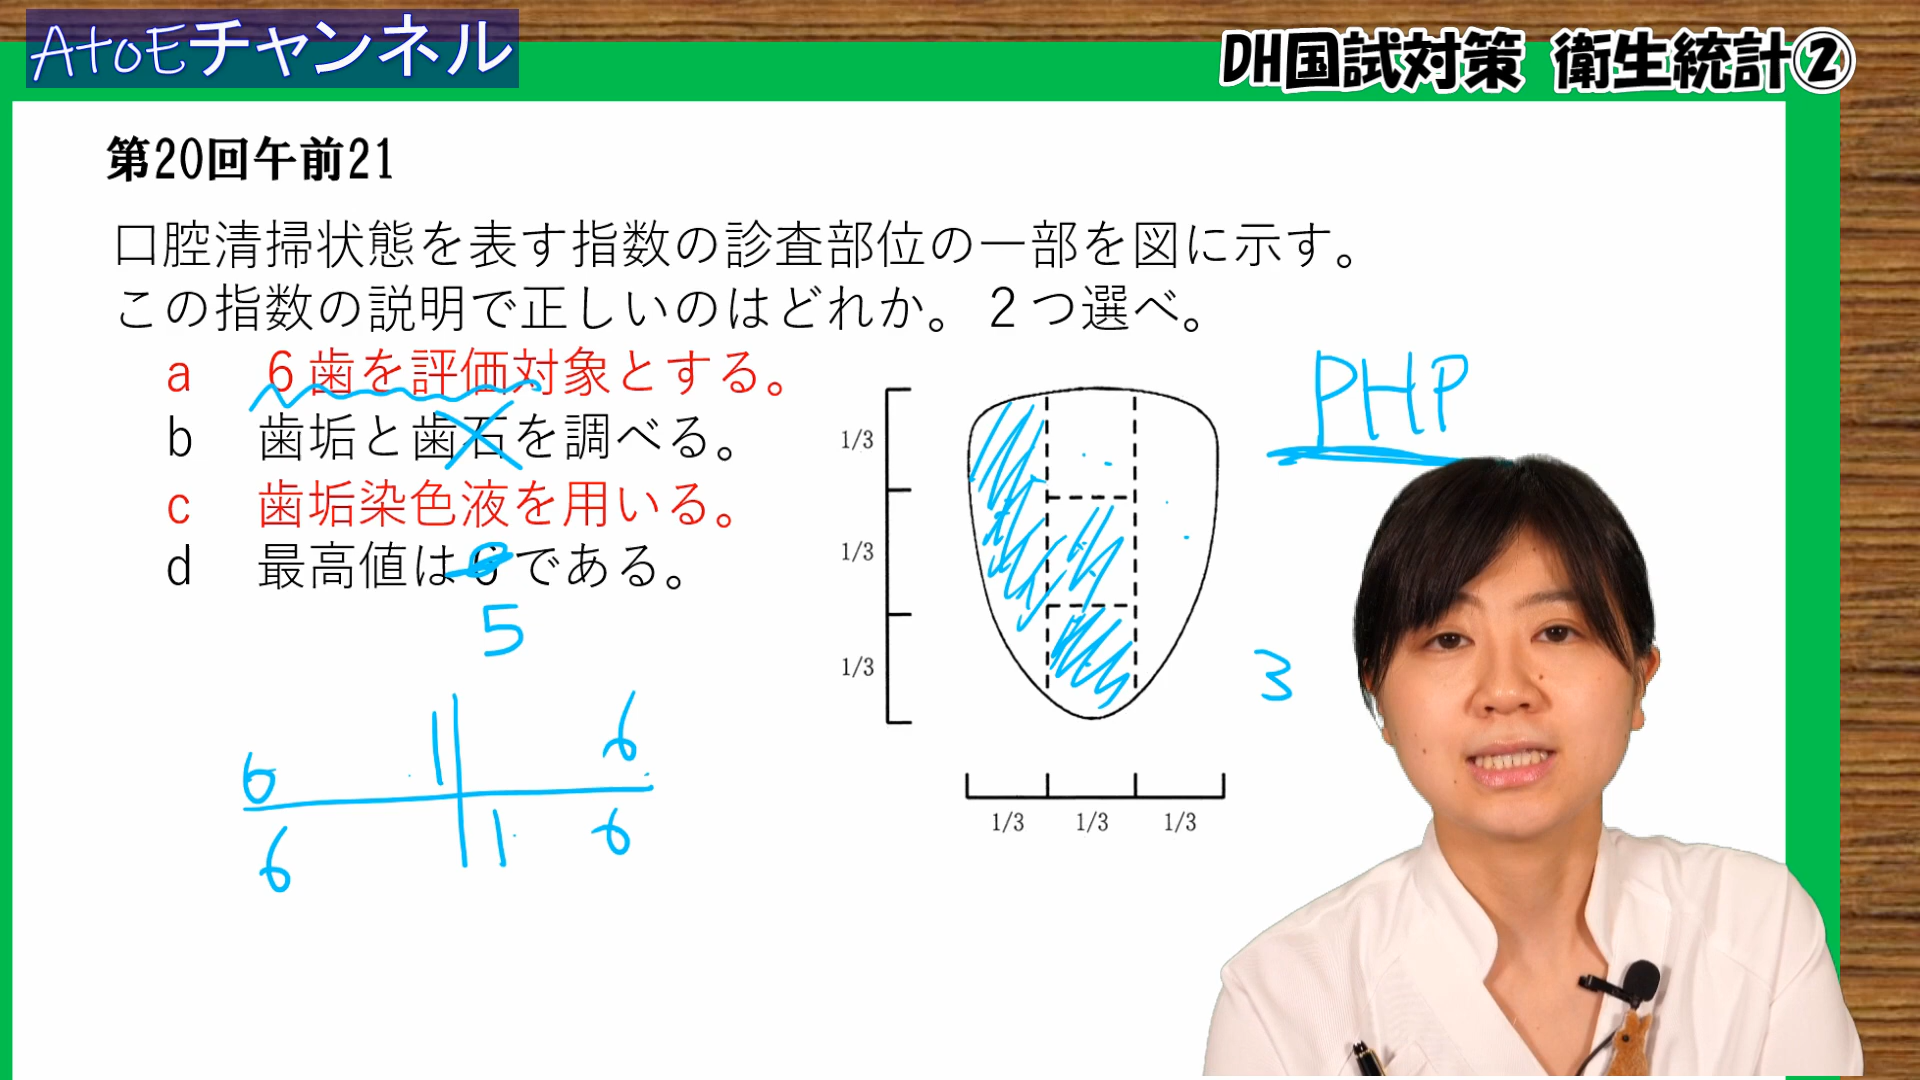 AtoEチャンネル
DH国試対策 衛生統計②
第20回午前21
口腔清掃状態を表す指数の診査部位の一部を図に示す。
この指数の説明で正しいのはどれか。２つ選べ。
a ６歯を評価対象とする。
b 歯垢と歯石を調べる。
c 歯垢染色液を用いる。
d 最高値は6である。
5
PHP
1/3
1/3
1/3
3
1/3 1/3 1/3
6 1 6
6 1 6